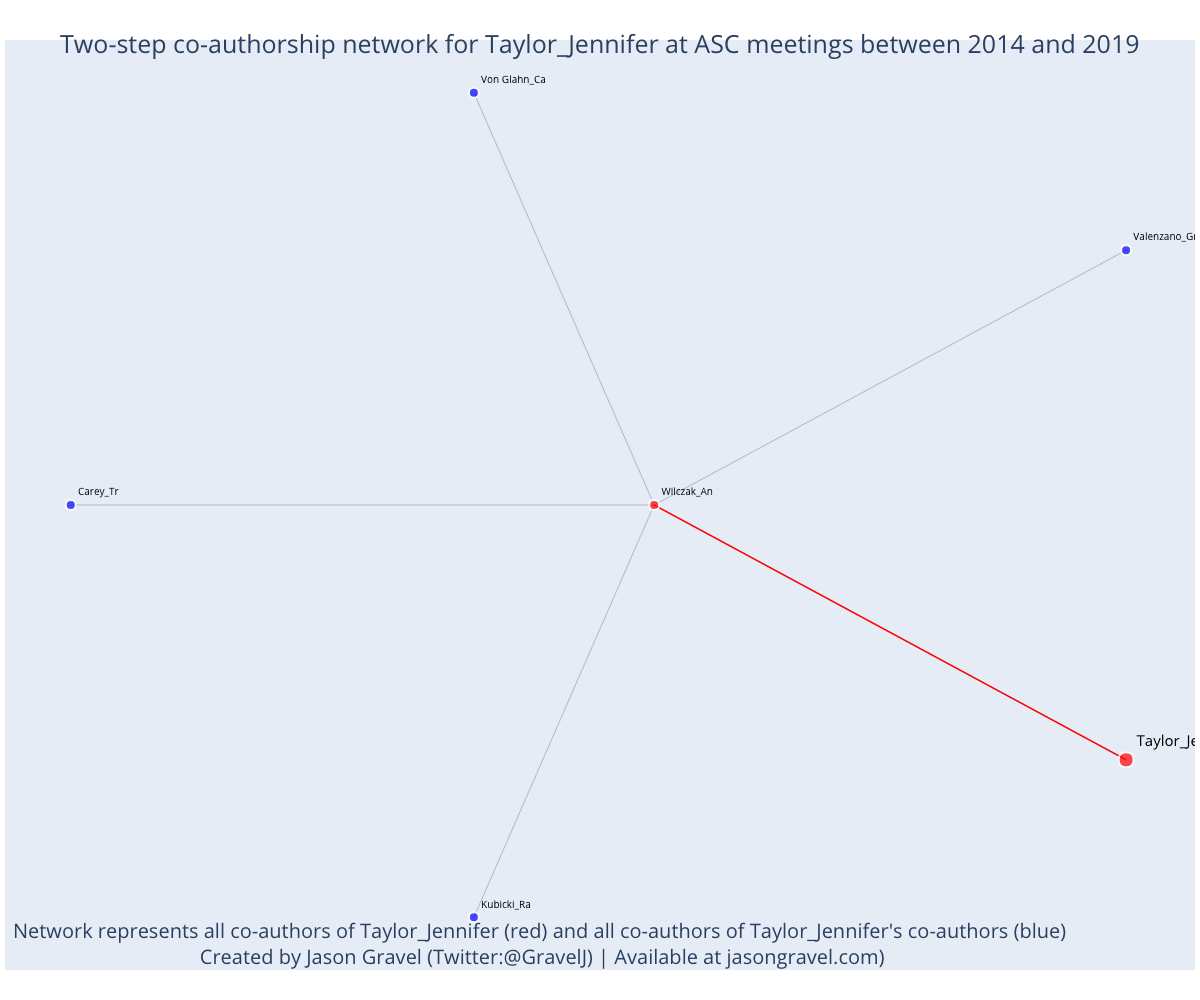 Two-step co-authorship network for Taylor_Jennifer at ASC meetings between 2014 and 2019
Von Glahn_Ca
Valenzano_Gr
Carey_Tr
Wilczak_An
Taylor_Je
Kubicki_Ra
Network represents all co-authors of Taylor_Jennifer (red) and all co-authors of Taylor_Jennifer's co-authors (blue)
Created by Jason Gravel (Twitter:@GravelJ) | Available at jasongravel.com)